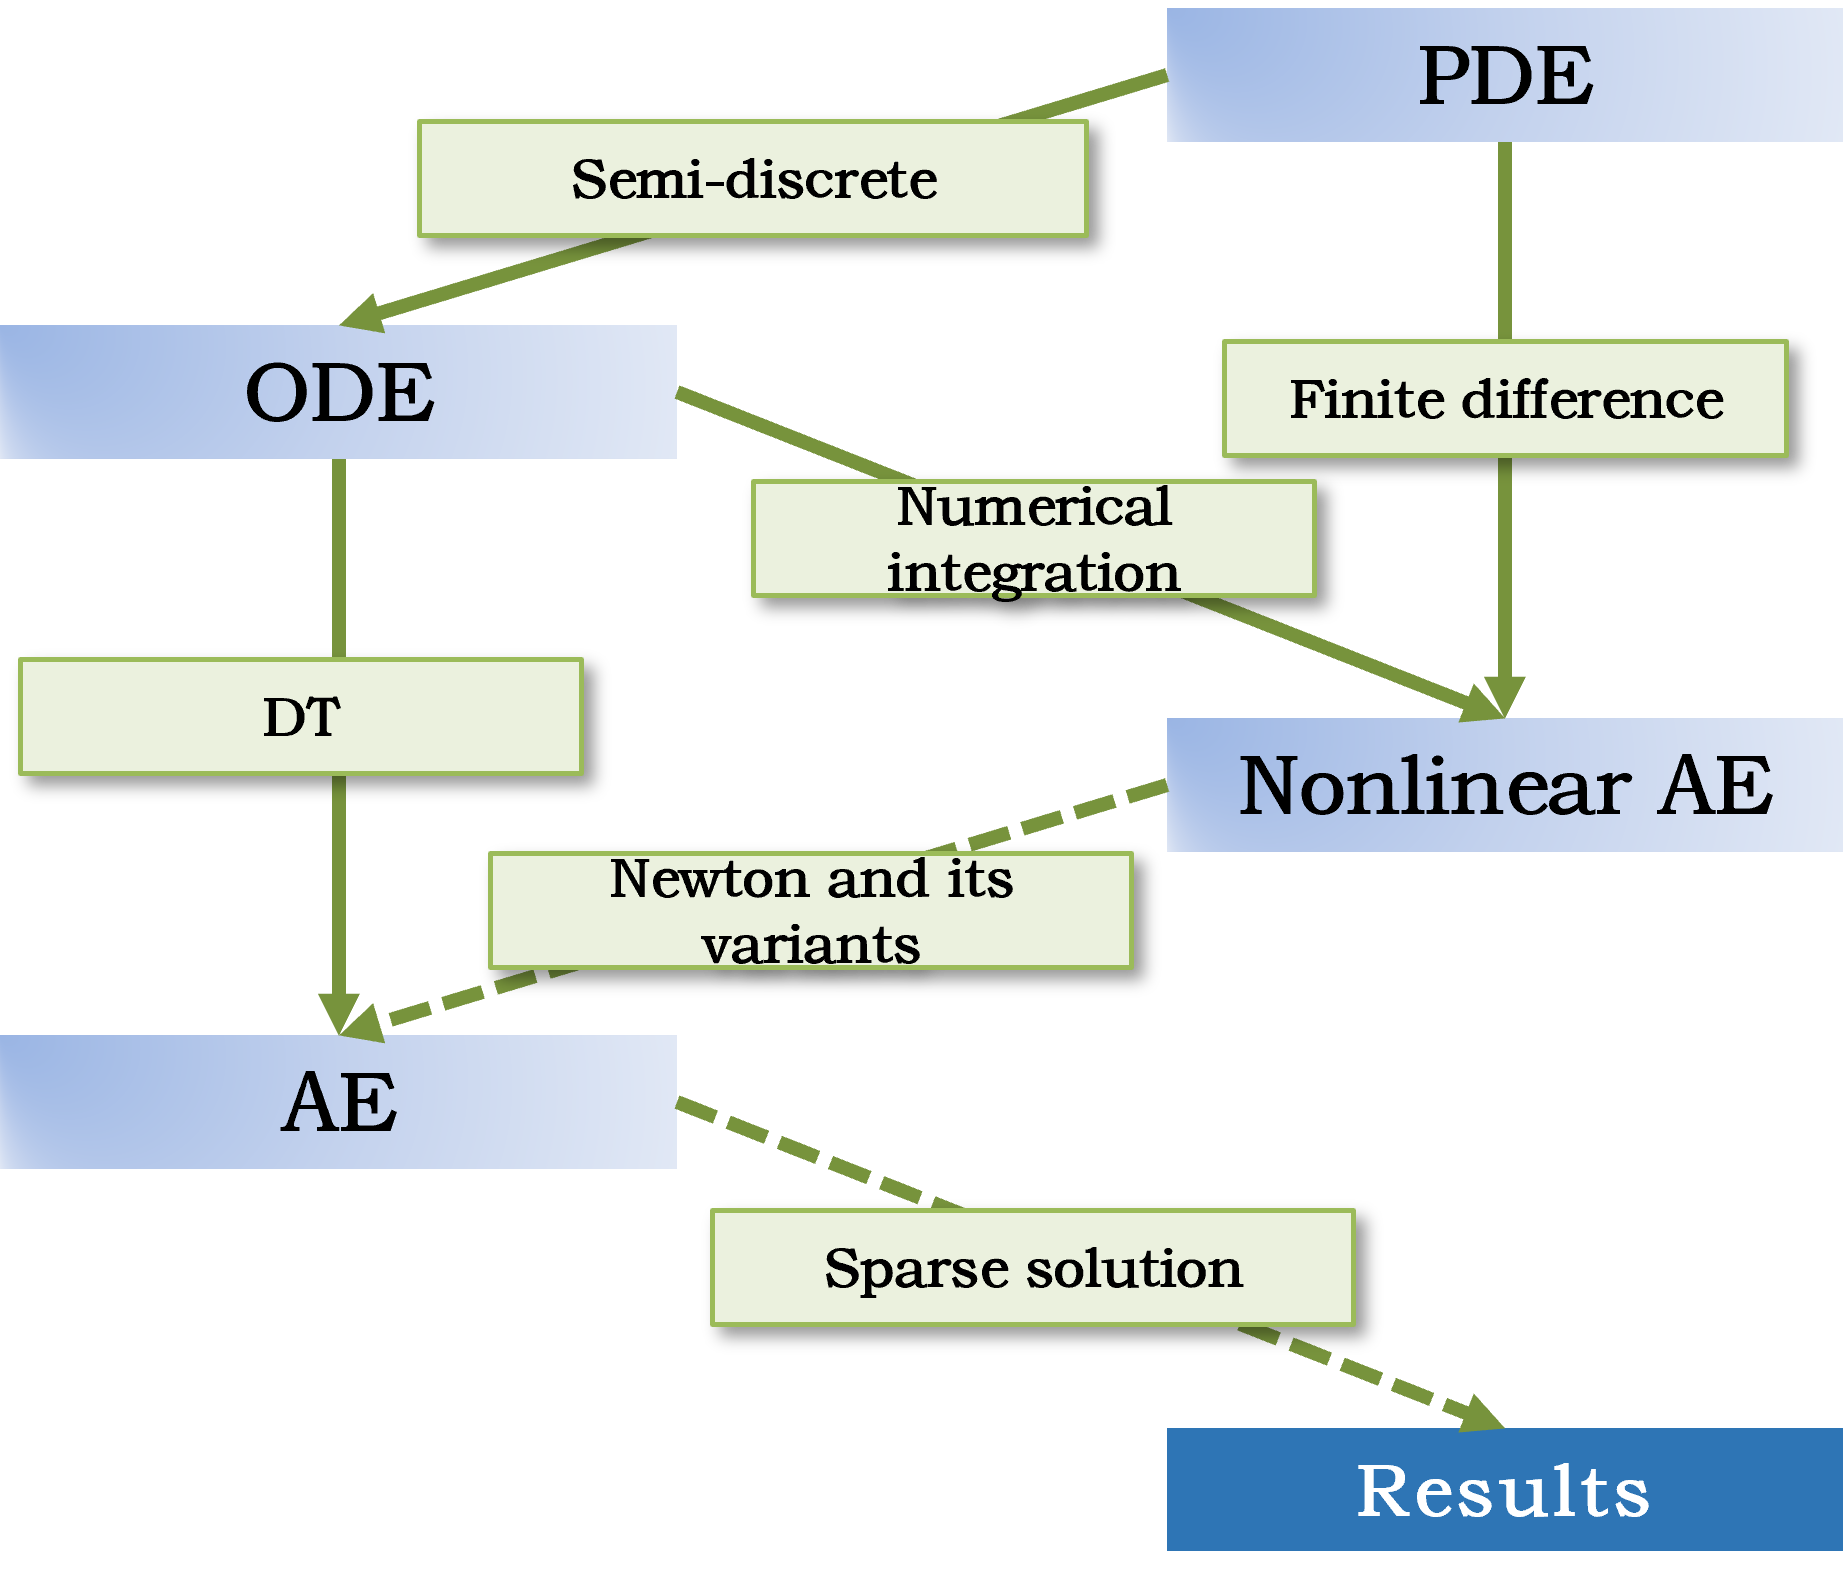 PDE
Semi-discrete
ODE
Finite difference
Numerical
integration
DT
Nonlinear AE
Newton and its
variants
AE
Sparse solution
Results